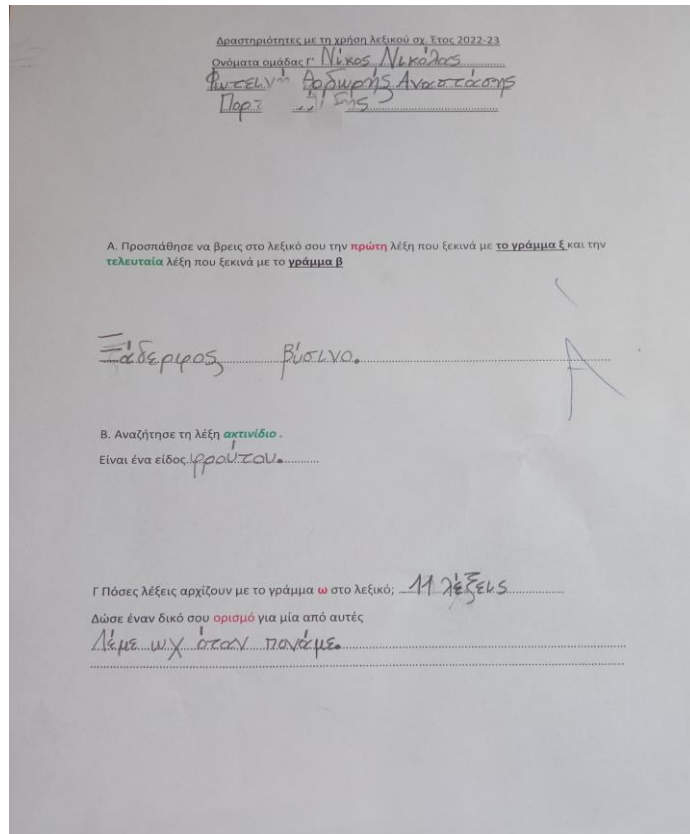 Δραστηριότητες με τη χρήση λεξικού σχ. Έτος 2022-23
Ονόματα ομάδας Γ' Νίκος Νικόλας
Φωτεινή Θοδωρής Αναστάσης
Α. Προσπάθησε να βρεις στο λεξικό σου την πρώτη λέξη που ξεκινά με το γράμμα ξ και την
τελευταία λέξη που ξεκινά με το γράμμα β
Ξάδερφος βύσινο.
Α
Β. Αναζήτησε τη λέξη ακτινίδιο .
Είναι ένα είδος φρούτου.
Γ Πόσες λέξεις αρχίζουν με το γράμμα ω στο λεξικό; 11 λέξεις
Δώσε έναν δικό σου ορισμό για μία από αυτές
Λέμε ωχ όταν πονάμε.